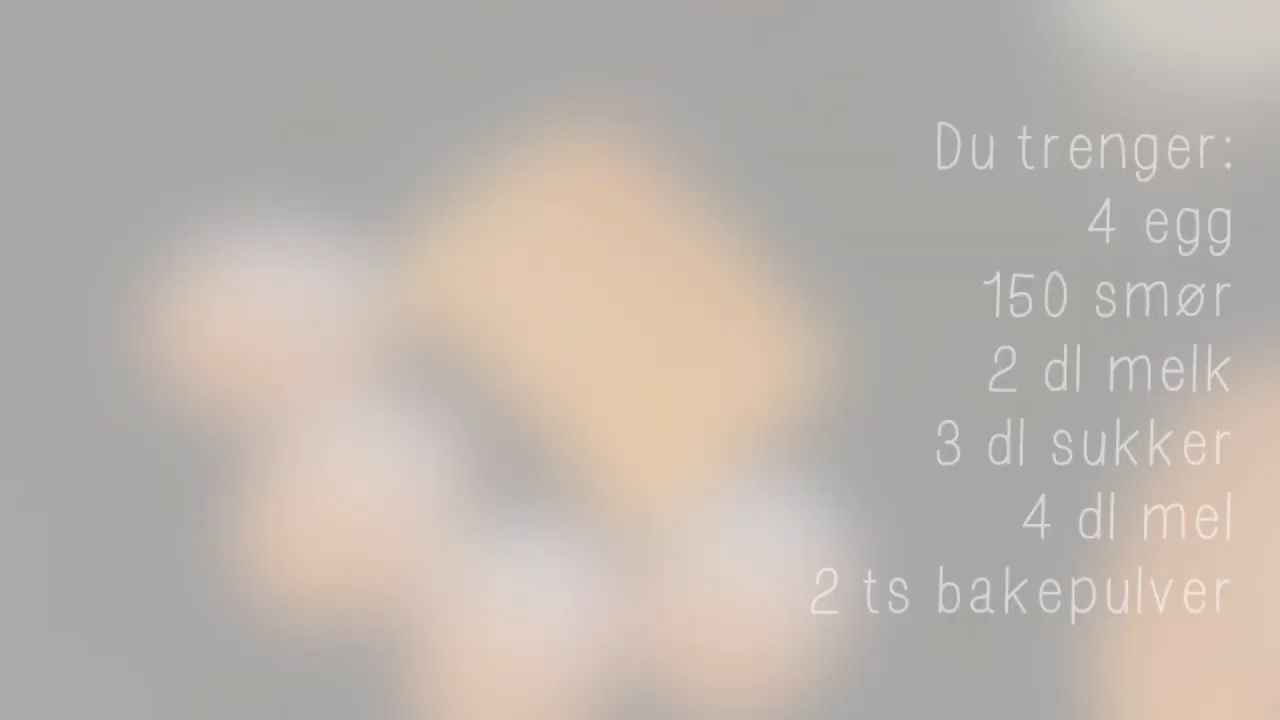 Du trenger:
4 egg
150 smør
2 dl melk
3 dl sukker
4 dl mel
2 ts bakepulver